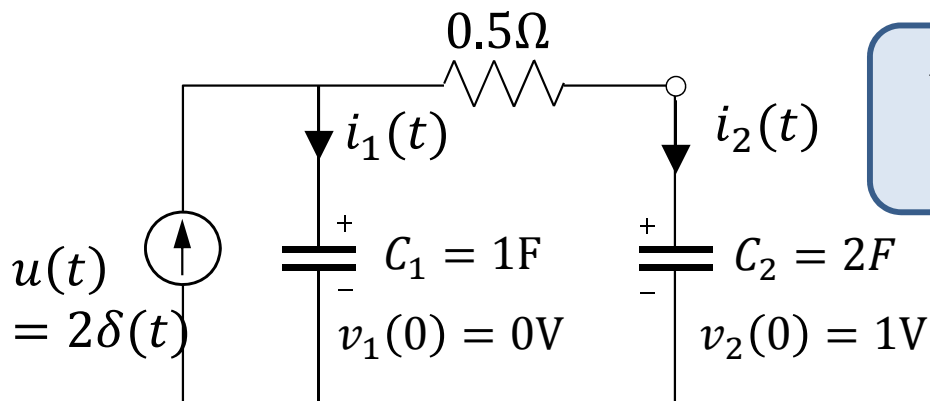 0.5Ω
i₁(t)
i₂(t)
+
+
u(t)
= 2δ(t)
C₁ = 1F
C₂ = 2F
−
−
v₁(0) = 0V
v₂(0) = 1V